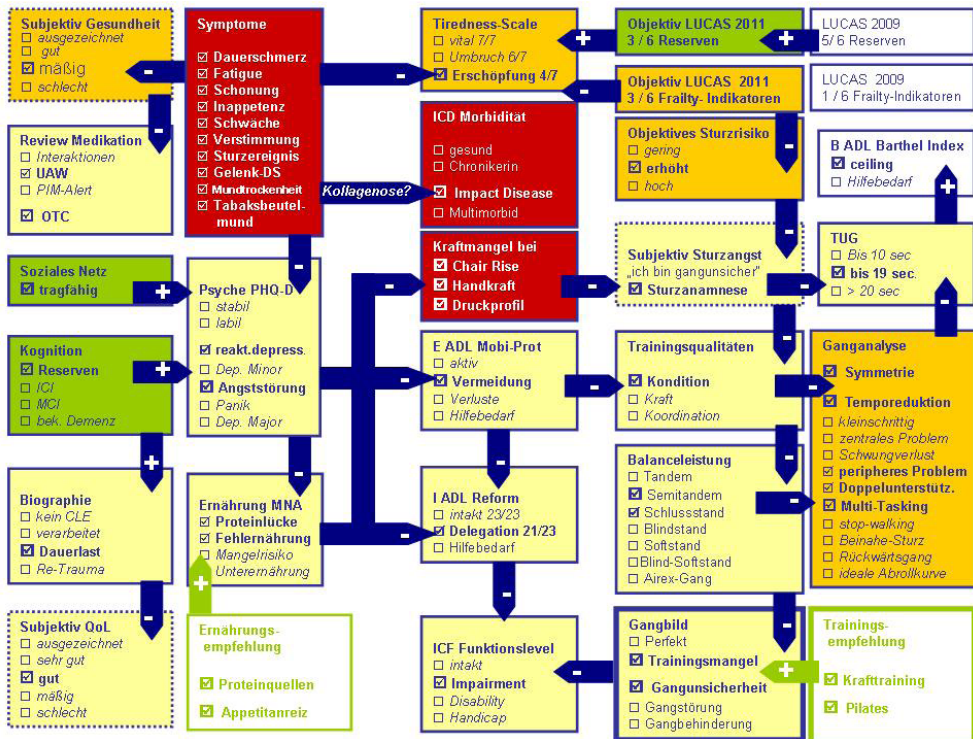 Subjektiv Gesundheit
ausgezeichnet
gut
mäßig
schlecht
-
Review Medikation
Interaktionen
UAW
PIM-Alert
OTC
Soziales Netz
tragfähig
+
Kognition
Reserven
ICI
MCI
bek. Demenz
+
+
Biographie
kein CLE
verarbeitet
Dauerlast
Re-Trauma
-
Subjektiv QoL
ausgezeichnet
sehr gut
gut
mäßig
schlecht
Symptome
Dauerschmerz
Fatigue
Schonung
Inappetenz
Schwäche
Verstimmung
Sturzereignis
Gelenk-DS
Mundtrockenheit
Tabaksbeutel-
mund
-
-
-
Kollagenose?
-
Psyche PHQ-D
stabil
labil
reakt.depress.
Dep. Minor
Angststörung
Panik
Dep. Major
-
-
Ernährung MNA
Proteinlücke
Fehlernährung
Mangelrisiko
Unterernährung
-
+
Ernährungs-
empfehlung
Proteinquellen
Appetitanreiz
Tiredness-Scale
vital 7/7
Umbruch 6/7
Erschöpfung 4/7
ICD Morbidität
gesund
Chronikerin
Impact Disease
Multimorbid
-
Kraftmangel bei
Chair Rise
Handkraft
Druckprofil
-
E ADL Mobi-Prot
aktiv
Vermeidung
Verluste
Hilfebedarf
-
-
I ADL Reform
intakt 23/23
Delegation 21/23
Hilfebedarf
-
ICF Funktionslevel
intakt
Impairment
Disability
Handicap
-
Objektiv LUCAS 2011
3 / 6 Reserven
+
+
LUCAS 2009
5/ 6 Reserven
Objektiv LUCAS 2011
3 / 6 Frailty- Indikatoren
-
LUCAS 2009
1 / 6 Frailty-Indikatoren
-
Objektives Sturzrisiko
gering
erhöht
hoch
-
Subjektiv Sturzangst
„ich bin gangunsicher"
Sturzanamnese
-
-
Trainingsqualitäten
Kondition
Kraft
Koordination
-
-
Balanceleistung
Tandem
Semitandem
Schlussstand
Blindstand
Softstand
Blind-Softstand
Airex-Gang
-
-
Gangbild
Perfekt
Trainingsmangel
Gangunsicherheit
Gangstörung
Gangbehinderung
+
B ADL Barthel Index
ceiling
Hilfebedarf
+
TUG
Bis 10 sec
bis 19 sec.
> 20 sec
-
Ganganalyse
Symmetrie
Temporeduktion
kleinschrittig
zentrales Problem
Schwungverlust
peripheres Problem
Doppelunterstütz.
Multi-Tasking
stop-walking
Beinahe-Sturz
Rückwärtsgang
ideale Abrollkurve
Trainings-
empfehlung
Krafttraining
Pilates